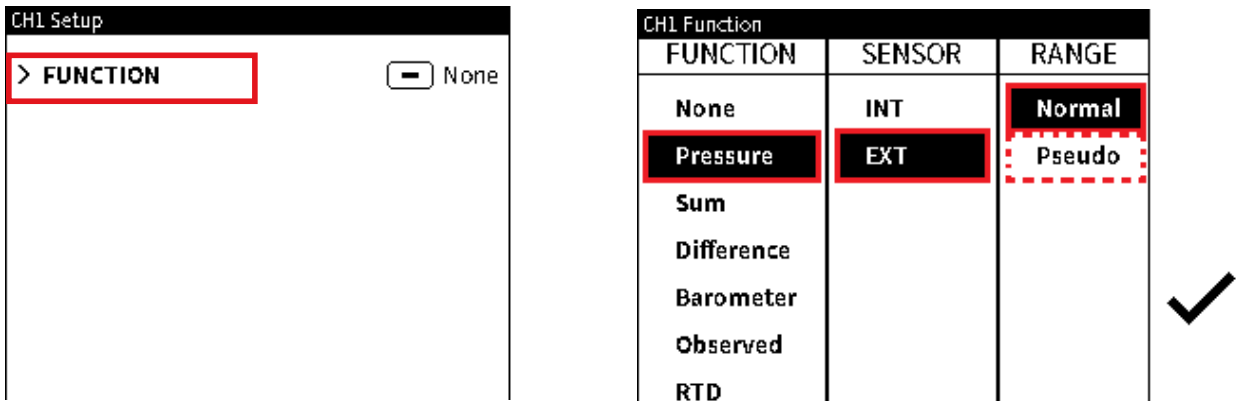 CH1 Setup
> FUNCTION None
CH1 Function
FUNCTION SENSOR RANGE
None INT Normal
Pressure EXT Pseudo
Sum
Difference
Barometer
Observed
RTD